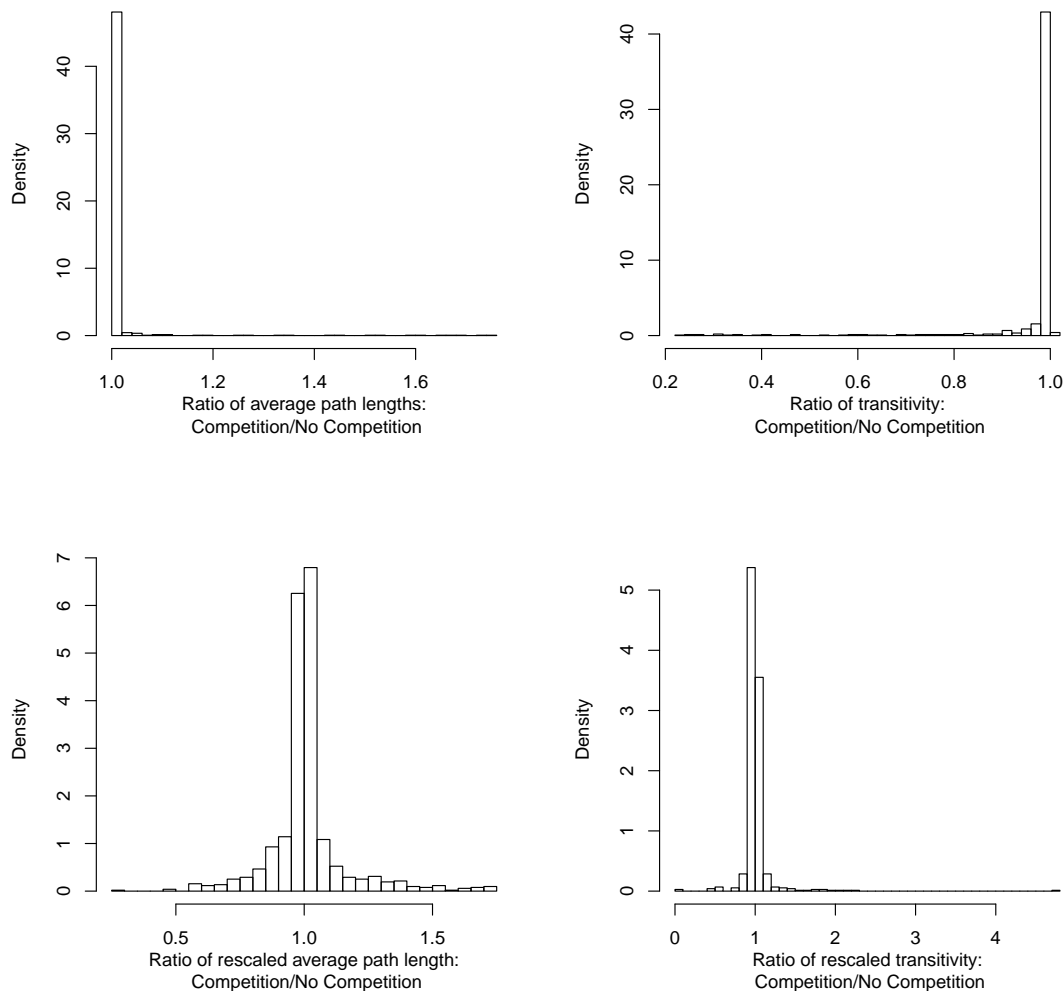 40
30
20
10
0
Density
1.0 1.2 1.4 1.6
Ratio of average path lengths:
Competition/No Competition
40
30
20
10
0
Density
0.2 0.4 0.6 0.8 1.0
Ratio of transitivity:
Competition/No Competition
7
6
5
4
3
2
1
0
Density
0.5 1.0 1.5
Ratio of rescaled average path length:
Competition/No Competition
5
4
3
2
1
0
Density
0 1 2 3 4
Ratio of rescaled transitivity:
Competition/No Competition